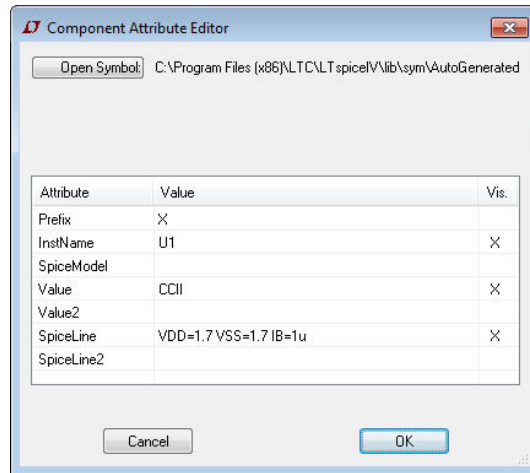 Component Attribute Editor
Open Symbol: C:\Program Files (x86)\LTC\LTspiceIV\lib\sym\AutoGenerated
Attribute Value Vis.
Prefix X
InstName U1 X
SpiceModel
Value CCII X
Value2
SpiceLine VDD=1.7 VSS=1.7 IB=1u X
SpiceLine2
Cancel OK